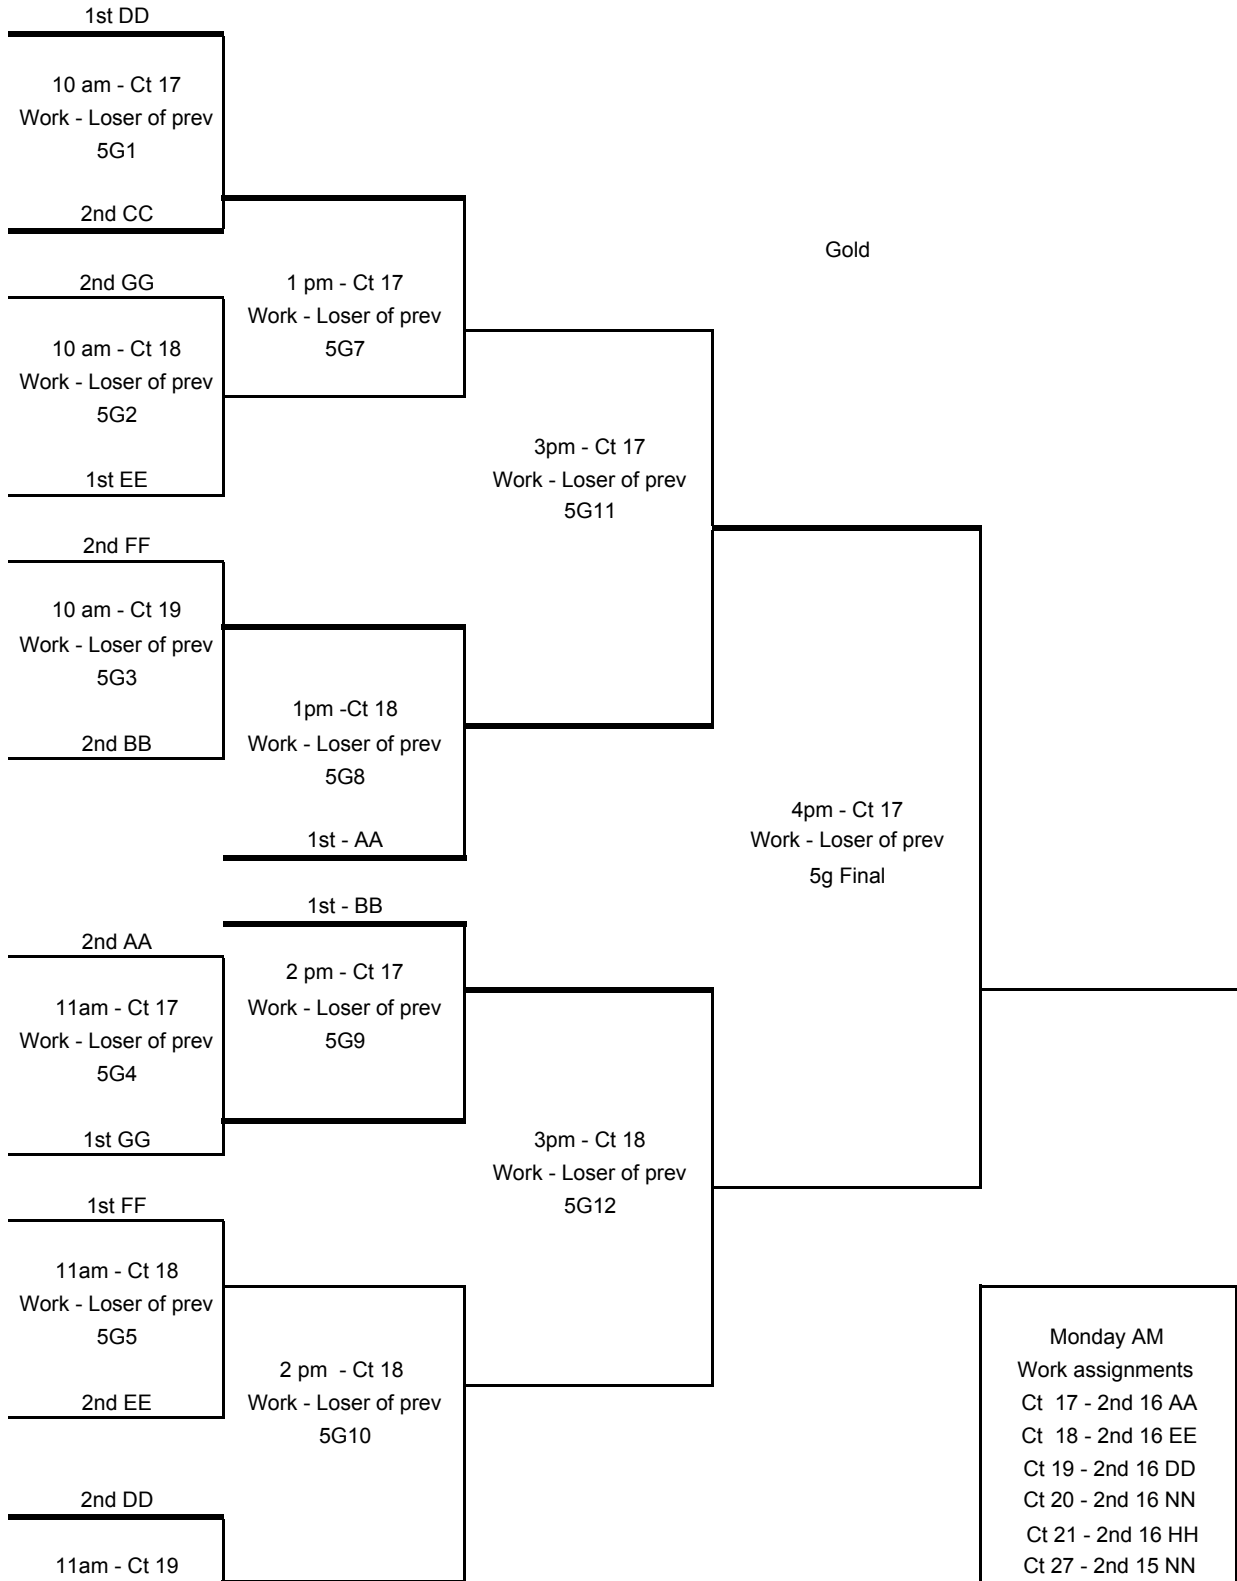 1st DD
10 am - Ct 17
Work - Loser of prev
5G1
2nd CC
2nd GG
10 am - Ct 18
Work - Loser of prev
5G2
1st EE
2nd FF
10 am - Ct 19
Work - Loser of prev
5G3
2nd BB
2nd AA
11am - Ct 17
Work - Loser of prev
5G4
1st GG
1st FF
11am - Ct 18
Work - Loser of prev
5G5
2nd EE
2nd DD
11am - Ct 19
1 pm - Ct 17
Work - Loser of prev
5G7
1pm -Ct 18
Work - Loser of prev
5G8
1st - AA
1st - BB
2 pm - Ct 17
Work - Loser of prev
5G9
2 pm - Ct 18
Work - Loser of prev
5G10
3pm - Ct 17
Work - Loser of prev
5G11
3pm - Ct 18
Work - Loser of prev
5G12
Gold
4pm - Ct 17
Work - Loser of prev
5g Final
Monday AM
Work assignments
Ct 17 - 2nd 16 AA
Ct 18 - 2nd 16 EE
Ct 19 - 2nd 16 DD
Ct 20 - 2nd 16 NN
Ct 21 - 2nd 16 HH
Ct 27 - 2nd 15 NN